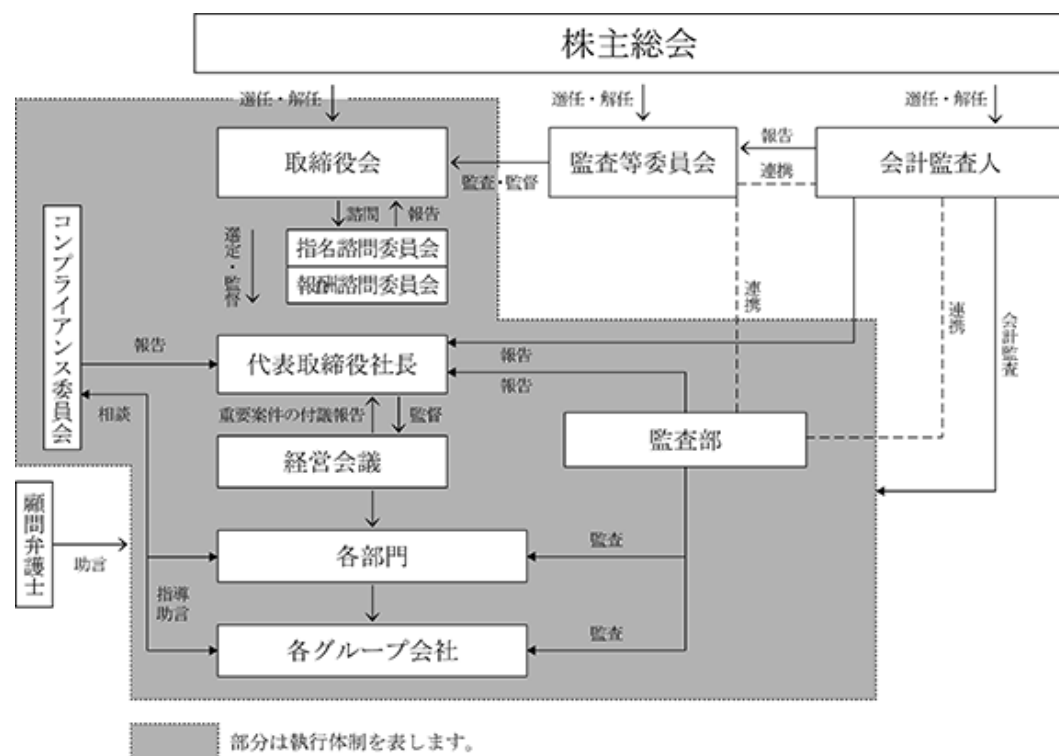 株主総会
選任・解任
選任・解任
選任・解任
取締役会
監査等委員会
会計監査人
報告
連携
監査・監督
諮問
報告
指名諮問委員会
報酬諮問委員会
選定・監督
コンプライアンス委員会
報告
代表取締役社長
報告
報告
連携
連携
会計監査
相談
重要案件の付議報告
監督
経営会議
監査部
顧問弁護士
助言
各部門
監査
指導
助言
各グループ会社
監査
部分は執行体制を表します。